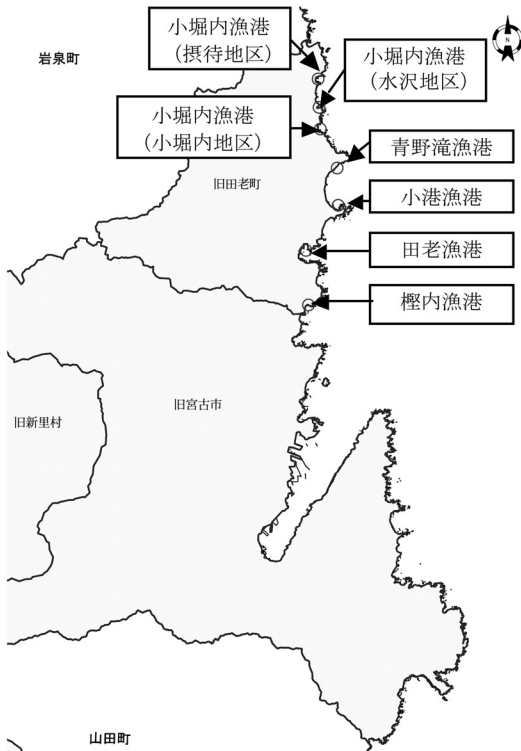 小堀内漁港
（摂待地区）
岩泉町
小堀内漁港
（水沢地区）
小堀内漁港
（小堀内地区）
青野滝漁港
旧田老町
小港漁港
田老漁港
樫内漁港
旧宮古市
旧新里村
山田町